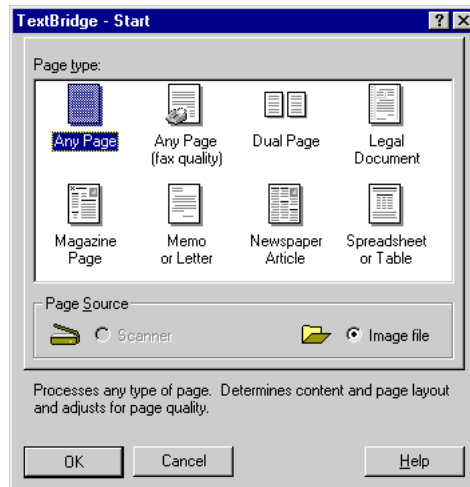 TextBridge - Start
Page type:
Any Page
Any Page
(fax quality)
Dual Page
Legal
Document
Magazine
Page
Memo
or Letter
Newspaper
Article
Spreadsheet
or Table
Page Source
Scanner
Image file
Processes any type of page. Determines content and page layout
and adjusts for page quality.
OK
Cancel
Help